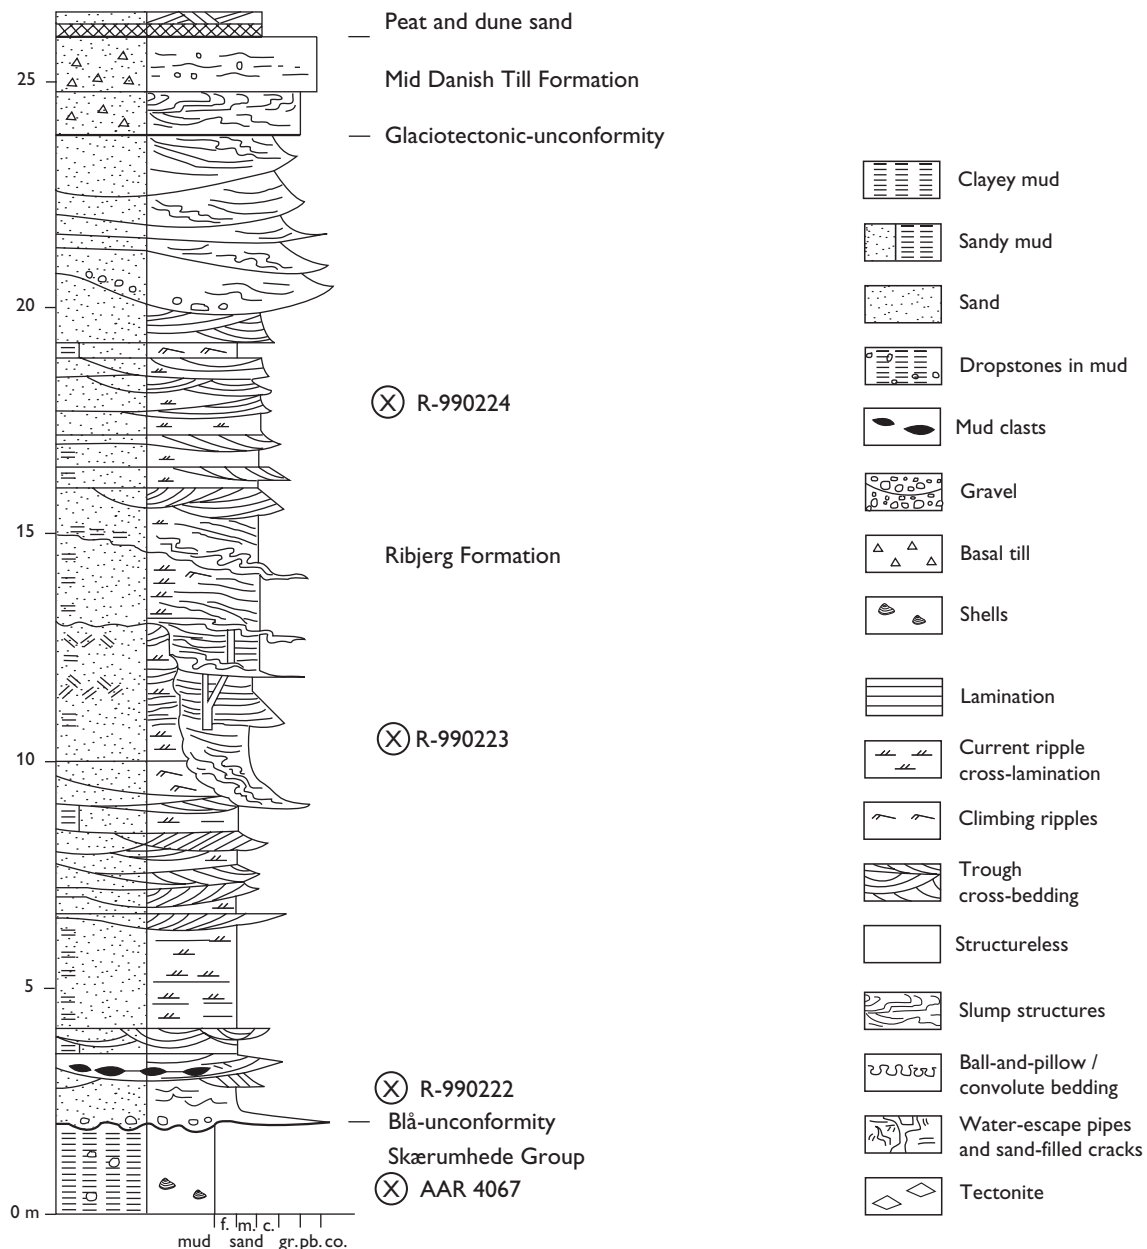 Peat and dune sand
25
Mid Danish Till Formation
Glaciotectonic-unconformity
20
R-990224
15
Ribjerg Formation
R-990223
10
5
R-990222
Blå-unconformity
Skærumhede Group
AAR 4067
0 m
f. m. c.
mud sand gr. pb. co.
Clayey mud
Sandy mud
Sand
Dropstones in mud
Mud clasts
Gravel
Basal till
Shells
Lamination
Current ripple
cross-lamination
Climbing ripples
Trough
cross-bedding
Structureless
Slump structures
Ball-and-pillow /
convolute bedding
Water-escape pipes
and sand-filled cracks
Tectonite